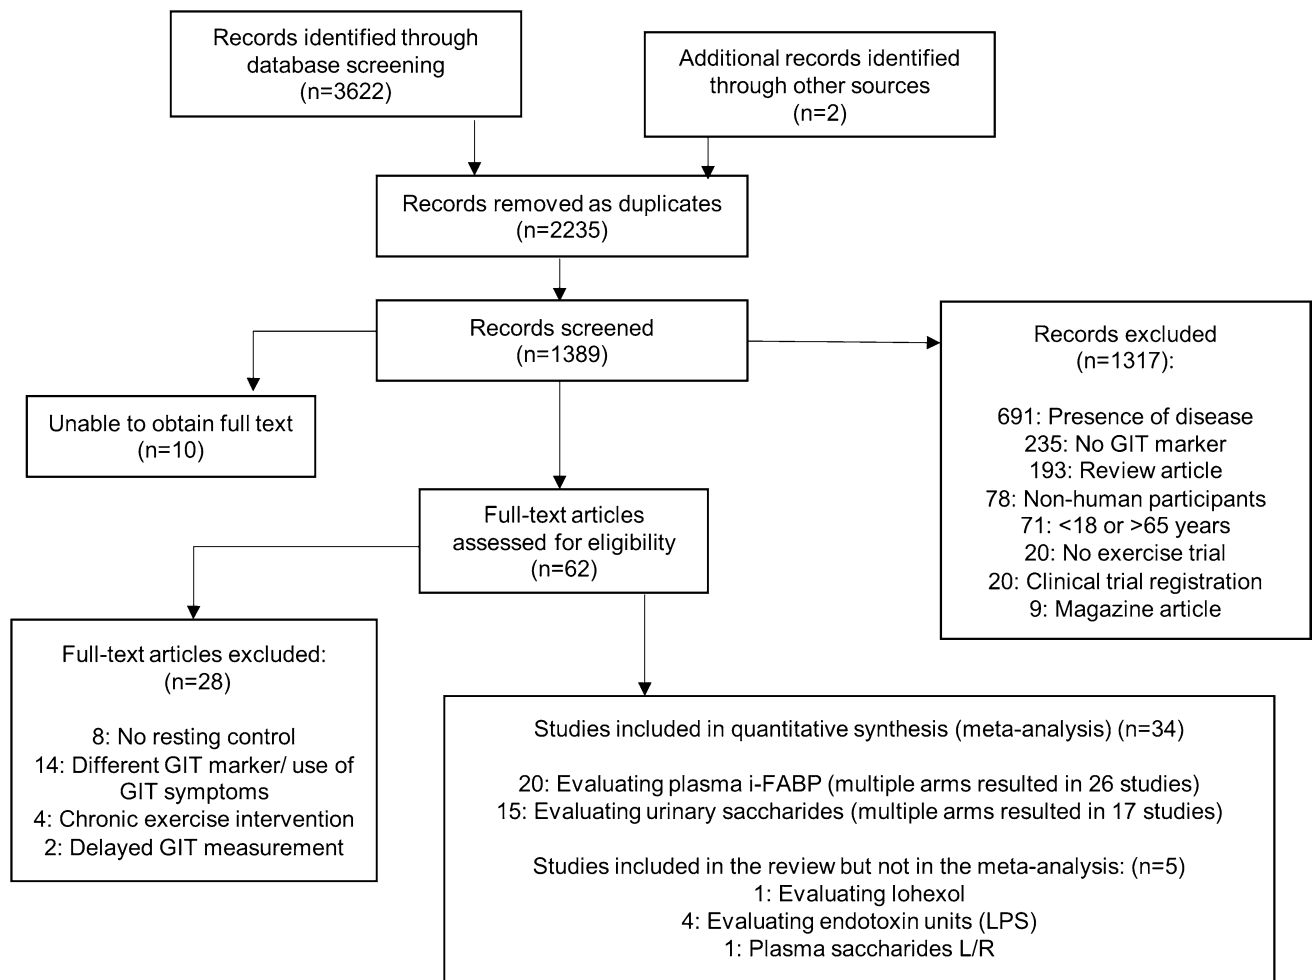 Records identified through
database screening
(n=3622)
Additional records identified
through other sources
(n=2)
Records removed as duplicates
(n=2235)
Records screened
(n=1389)
Unable to obtain full text
(n=10)
Records excluded
(n=1317):
691: Presence of disease
235: No GIT marker
193: Review article
78: Non-human participants
71: <18 or >65 years
20: No exercise trial
20: Clinical trial registration
9: Magazine article
Full-text articles
assessed for eligibility
(n=62)
Full-text articles excluded:
(n=28)
8: No resting control
14: Different GIT marker/ use of
GIT symptoms
4: Chronic exercise intervention
2: Delayed GIT measurement
Studies included in quantitative synthesis (meta-analysis) (n=34)
20: Evaluating plasma i-FABP (multiple arms resulted in 26 studies)
15: Evaluating urinary saccharides (multiple arms resulted in 17 studies)
Studies included in the review but not in the meta-analysis: (n=5)
1: Evaluating Iohexol
4: Evaluating endotoxin units (LPS)
1: Plasma saccharides L/R